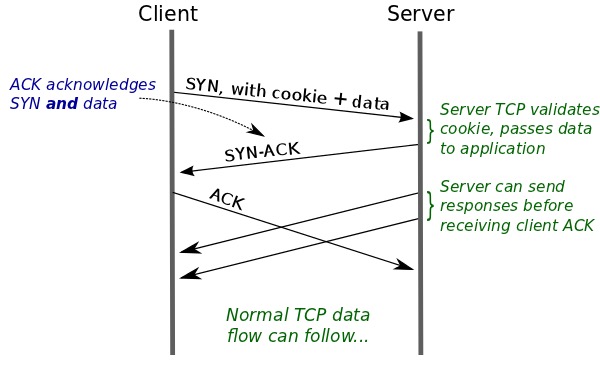 Client
Server
SYN, with cookie + data
ACK acknowledges
SYN and data
Server TCP validates
cookie, passes data
to application
SYN-ACK
ACK
Server can send
responses before
receiving client ACK
Normal TCP data
flow can follow...